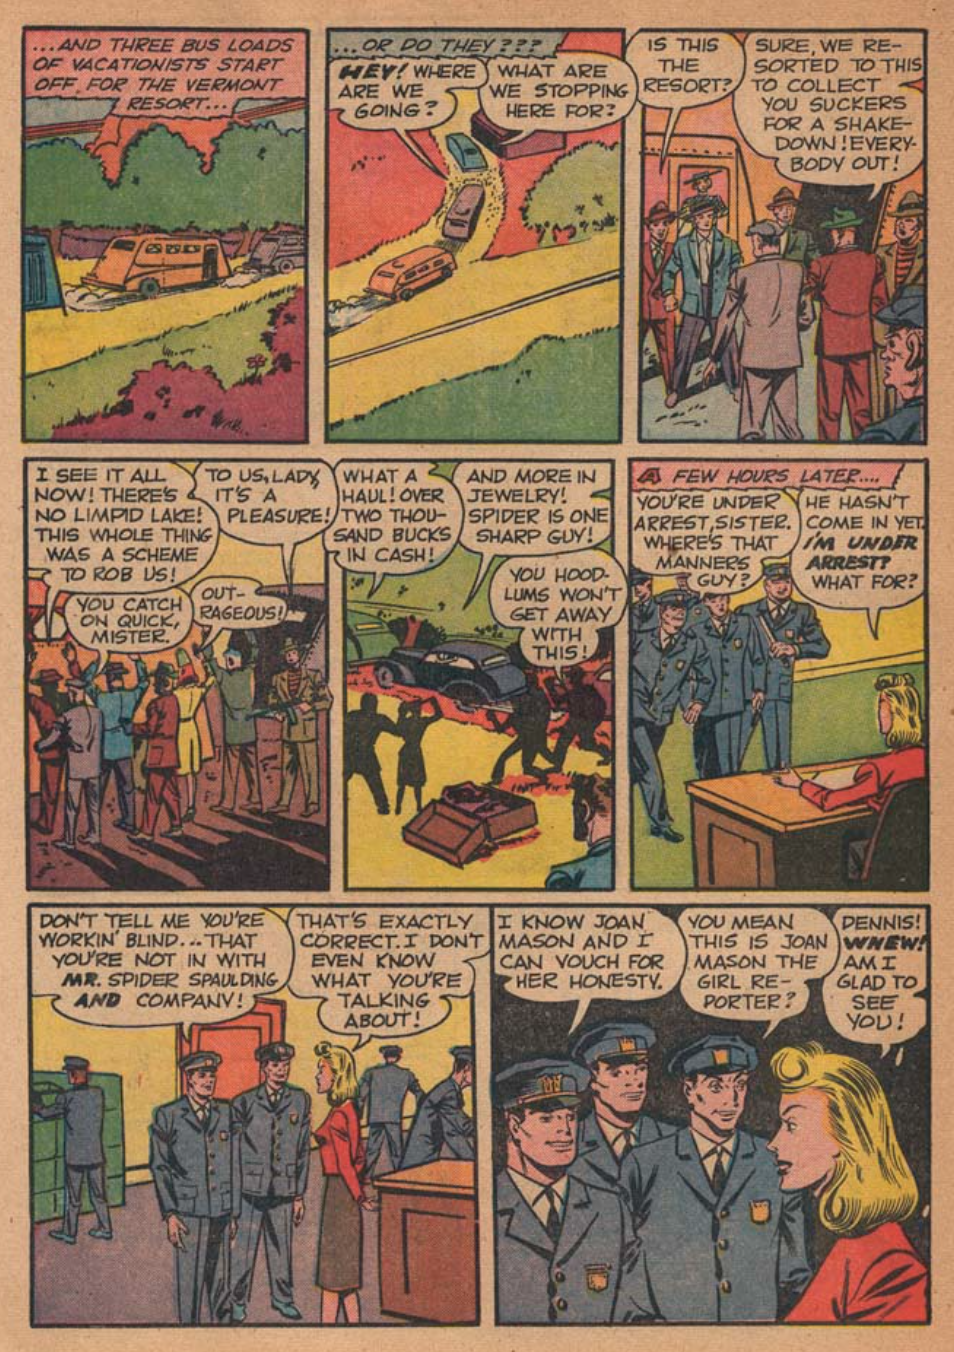 ...AND THREE BUS LOADS
OF VACATIONISTS START
OFF FOR THE VERMONT
RESORT...
...OR DO THEY???
HEY! WHERE
ARE WE
GOING?
WHAT ARE
WE STOPPING
HERE FOR?
IS THIS
THE
RESORT?
SURE, WE RE-
SORTED TO THIS
TO COLLECT
YOU SUCKERS
FOR A SHAKE-
DOWN! EVERY-
BODY OUT!
I SEE IT ALL
NOW! THERE'S
NO LIMPID LAKE!
THIS WHOLE THING
WAS A SCHEME
TO ROB US!
YOU CATCH
ON QUICK,
MISTER.
TO US, LADY,
IT'S A
PLEASURE!
OUT-
RAGEOUS!
WHAT A
HAUL! OVER
TWO THOU-
SAND BUCKS
IN CASH!
AND MORE IN
JEWELRY!
SPIDER IS ONE
SHARP GUY!
YOU HOOD-
LUMS WON'T
GET AWAY
WITH
THIS!
A FEW HOURS LATER....
YOU'RE UNDER
ARREST, SISTER.
WHERE'S THAT
MANNERS
GUY?
HE HASN'T
COME IN YET.
I'M UNDER
ARREST?
WHAT FOR?
DON'T TELL ME YOU'RE
WORKIN' BLIND...THAT
YOU'RE NOT IN WITH
MR. SPIDER SPAULDING
AND COMPANY!
THAT'S EXACTLY
CORRECT. I DON'T
EVEN KNOW
WHAT YOU'RE
TALKING
ABOUT!
I KNOW JOAN
MASON AND I
CAN VOUCH FOR
HER HONESTY.
YOU MEAN
THIS IS JOAN
MASON THE
GIRL RE-
PORTER?
DENNIS!
WHEW!
AM I
GLAD TO
SEE
YOU!